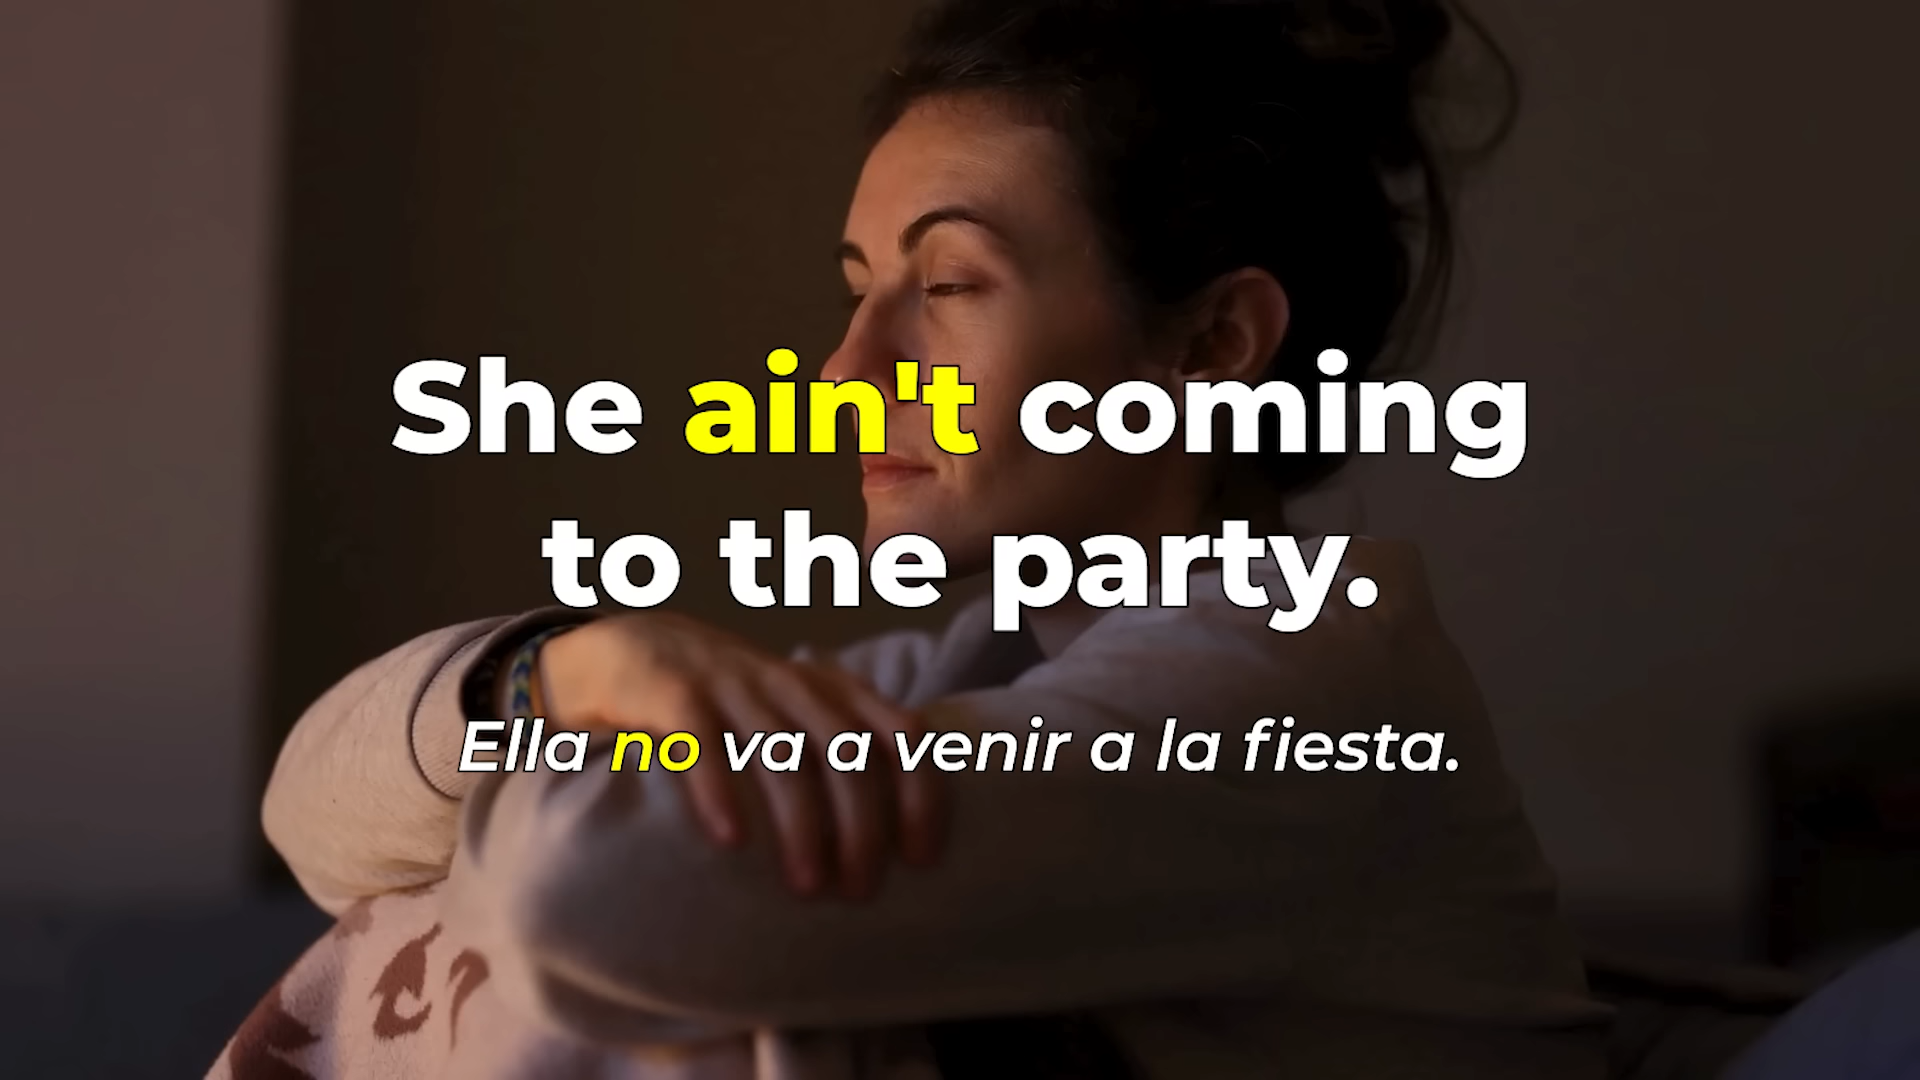 She ain't coming
to the party.
Ella no va a venir a la fiesta.